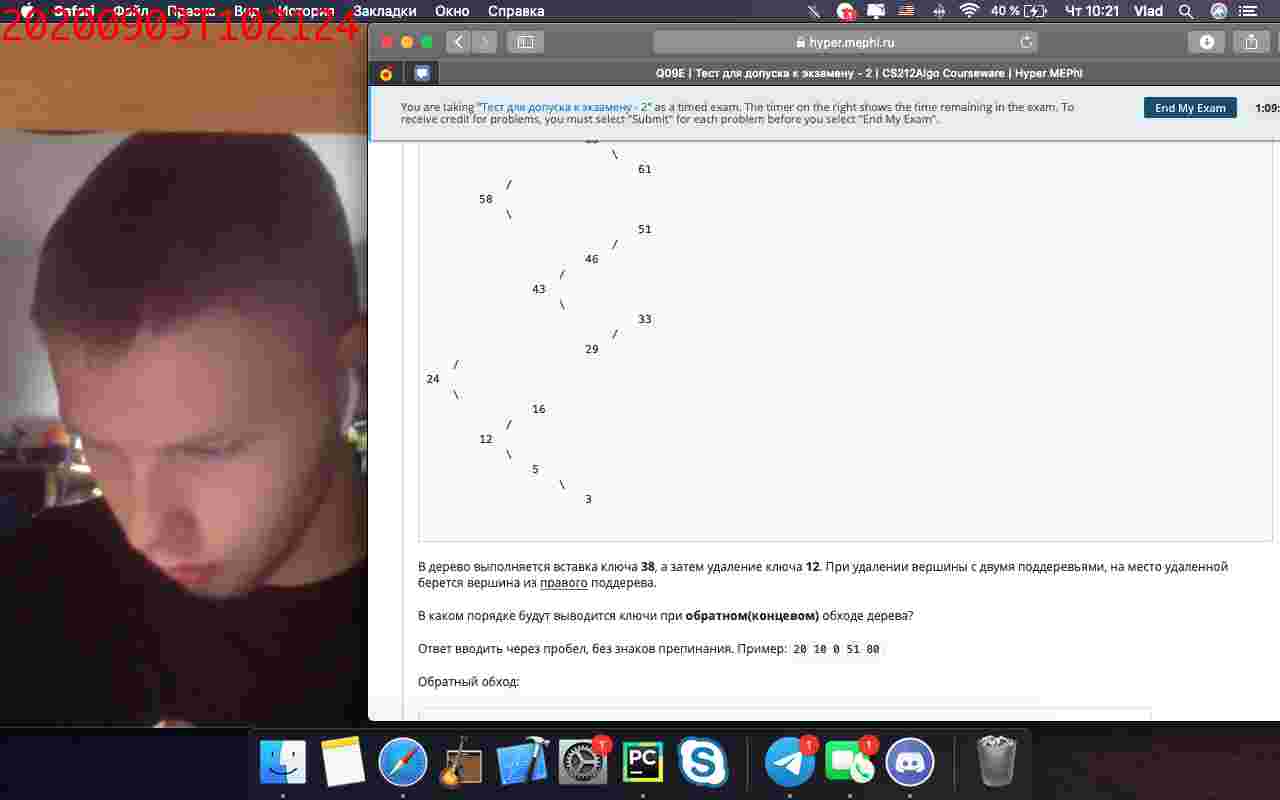 Safari Файл Правка Вид История Закладки Окно Справка 40 % Чт 10:21 Vlad
20200903T102124
hyper.mephi.ru
Q09E | Тест для допуска к экзамену - 2 | CS212Algo Courseware | Hyper.MEPhI
You are taking "Тест для допуска к экзамену - 2" as a timed exam. The timer on the right shows the time remaining in the exam. To
receive credit for problems, you must select "Submit" for each problem before you select "End My Exam".
End My Exam
1:09:
\
61
/
58
\
51
/
46
/
43
\
33
/
29
/
24
\
16
/
12
\
5
\
3
В дерево выполняется вставка ключа 38, а затем удаление ключа 12. При удалении вершины с двумя поддеревьями, на место удаленной
берется вершина из правого поддерева.
В каком порядке будут выводится ключи при обратном(концевом) обходе дерева?
Ответ вводить через пробел, без знаков препинания. Пример: 20 10 0 51 80
Обратный обход:
PC
1
1
1